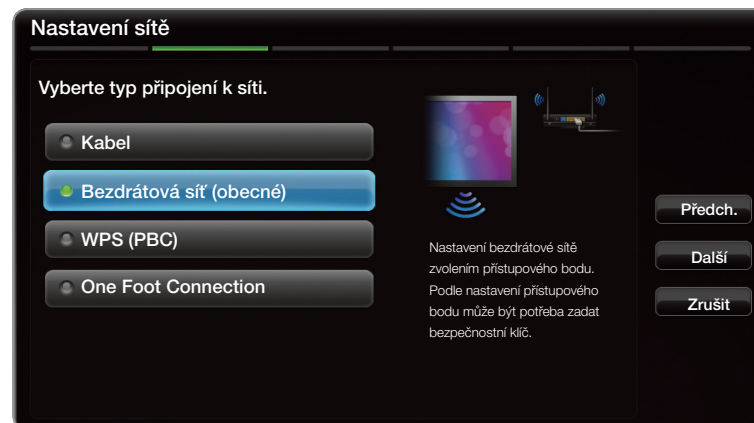 Nastavení sítě
Vyberte typ připojení k síti.
Kabel
Bezdrátová síť (obecné)
WPS (PBC)
One Foot Connection
Nastavení bezdrátové sítě
zvolením přístupového bodu.
Podle nastavení přístupového
bodu může být potřeba zadat
bezpečnostní klíč.
Předch.
Další
Zrušit